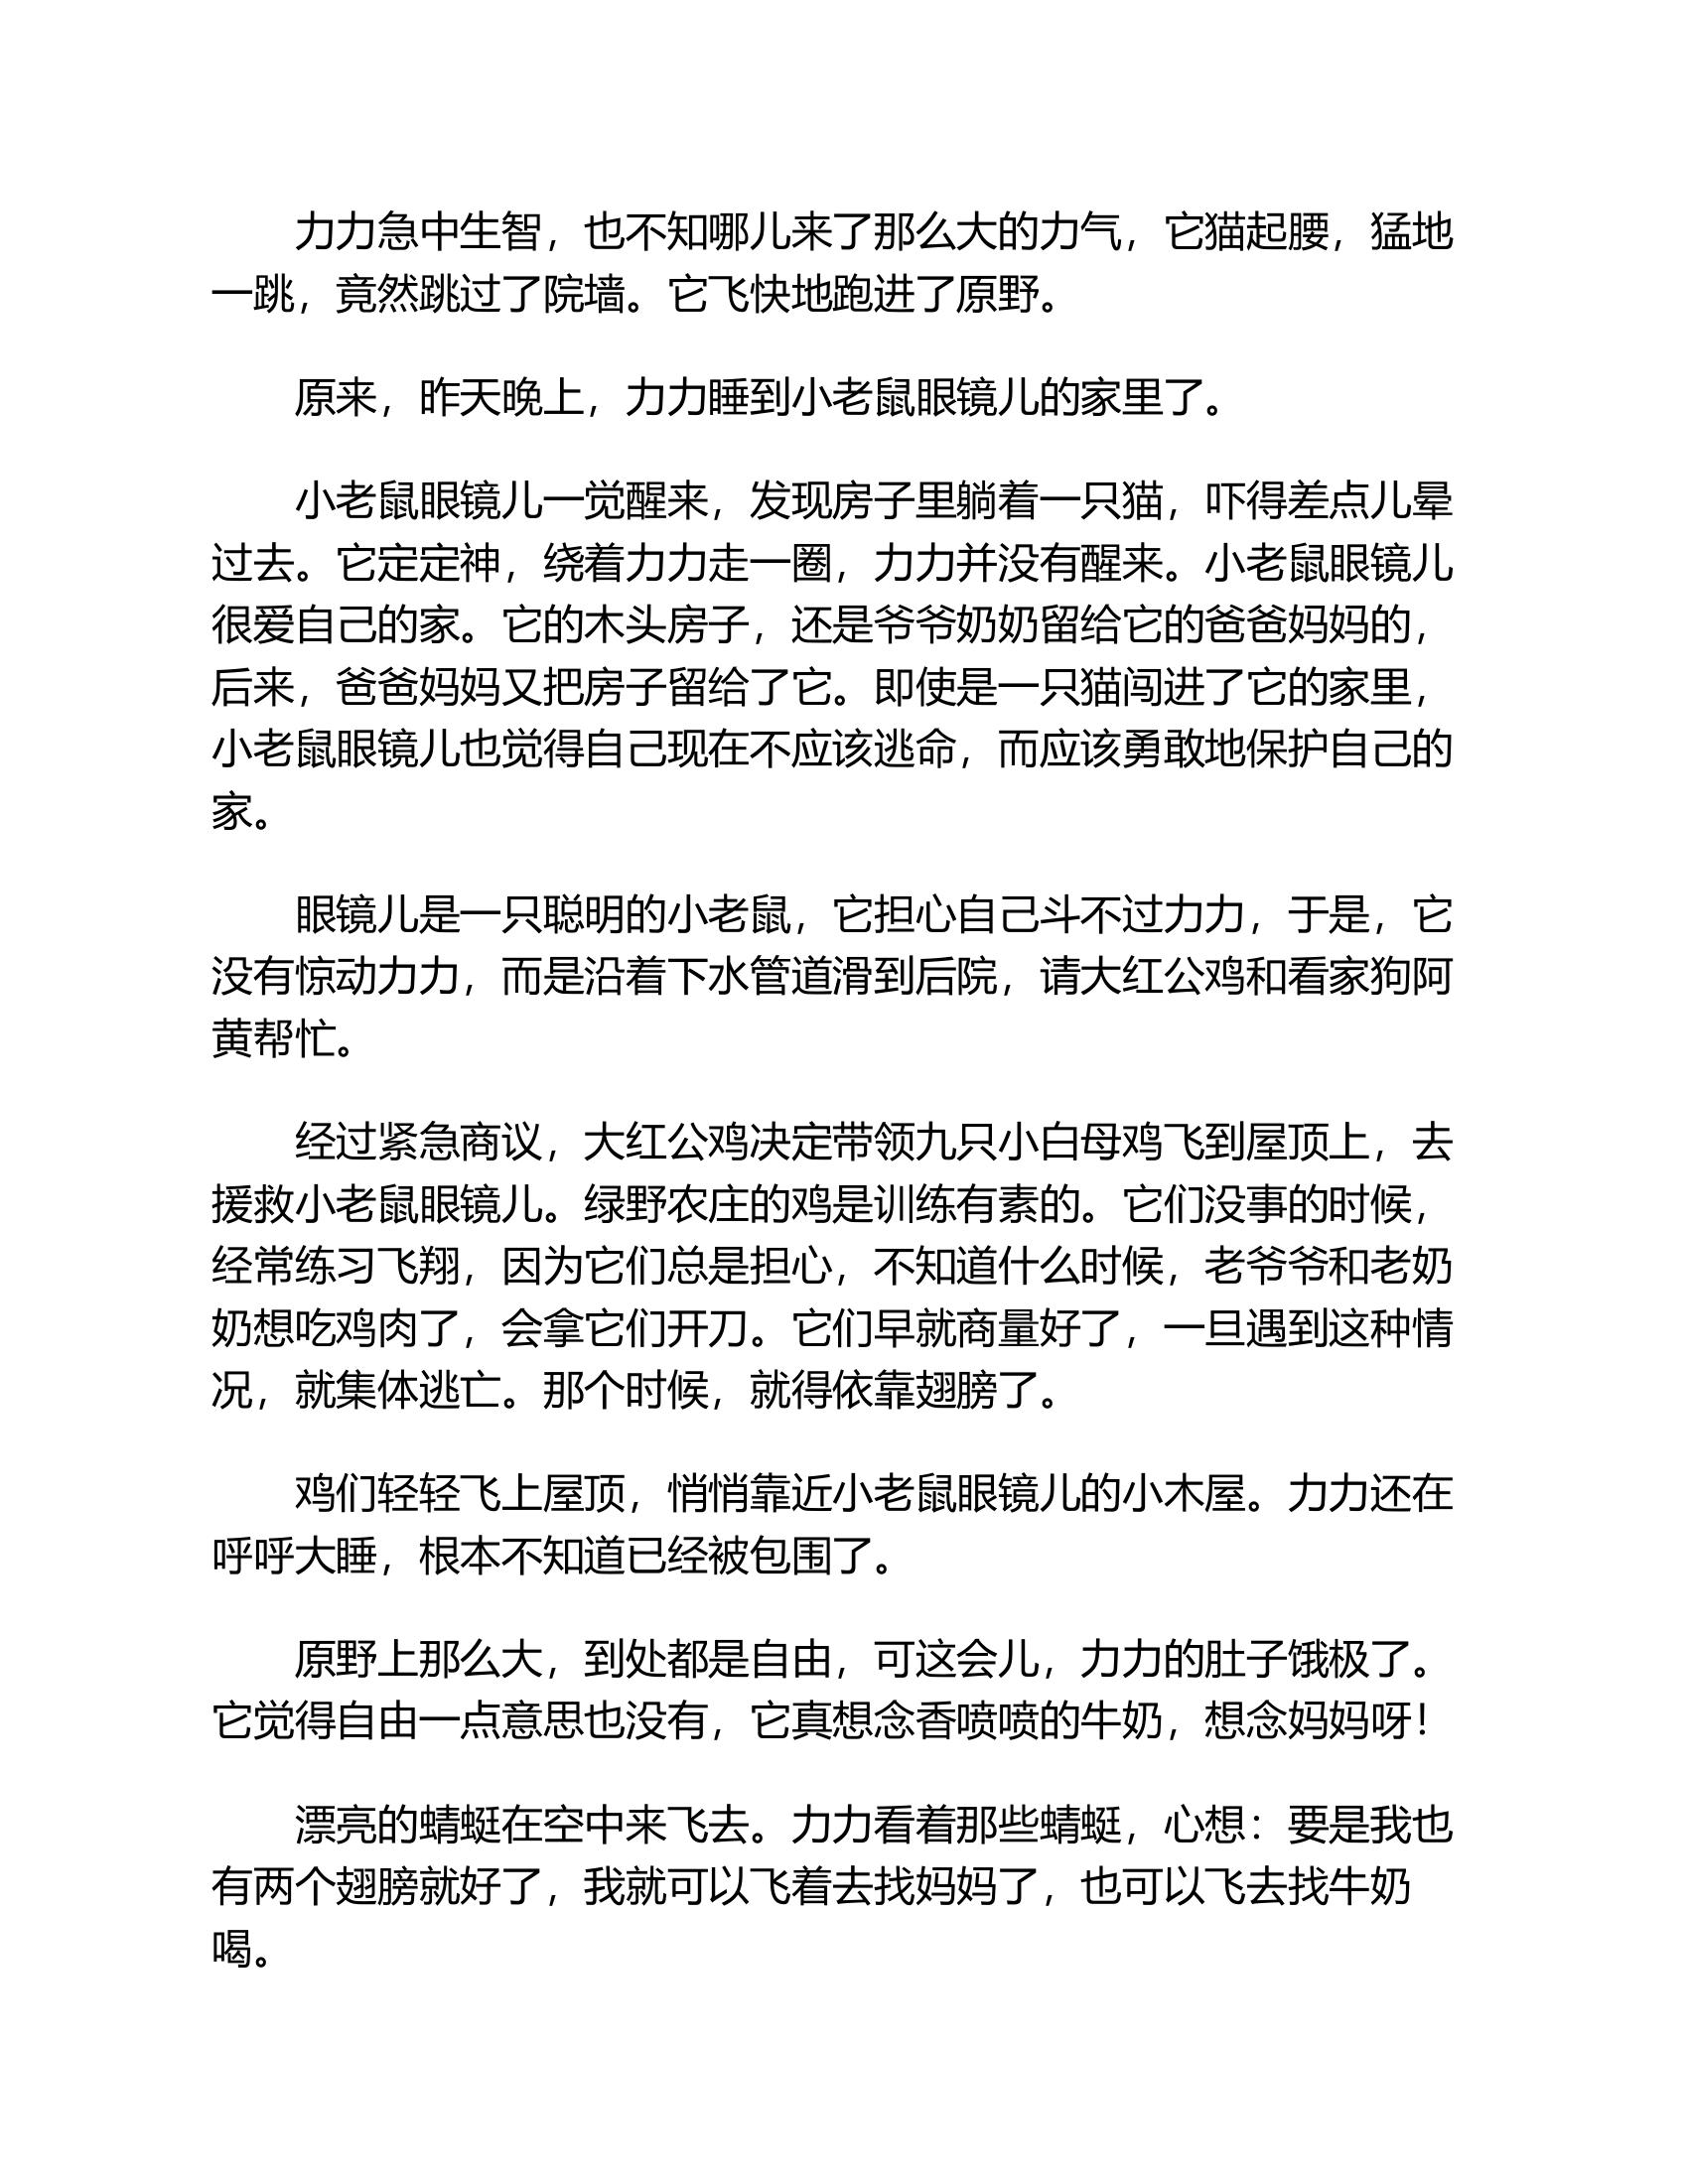 力力急中生智，也不知哪儿来了那么大的力气，它猫起腰，猛地
一跳，竟然跳过了院墙。它飞快地跑进了原野。
原来，昨天晚上，力力睡到小老鼠眼镜儿的家里了。
小老鼠眼镜儿一觉醒来，发现房子里躺着一只猫，吓得差点儿晕
过去。它定定神，绕着力力走一圈，力力并没有醒来。小老鼠眼镜儿
很爱自己的家。它的木头房子，还是爷爷奶奶留给它的爸爸妈妈的，
后来，爸爸妈妈又把房子留给了它。即使是一只猫闯进了它的家里，
小老鼠眼镜儿也觉得自己现在不应该逃命，而应该勇敢地保护自己的
家。
眼镜儿是一只聪明的小老鼠，它担心自己斗不过力力，于是，它
没有惊动力力，而是沿着下水管道滑到后院，请大红公鸡和看家狗阿
黄帮忙。
经过紧急商议，大红公鸡决定带领九只小白母鸡飞到屋顶上，去
援救小老鼠眼镜儿。绿野农庄的鸡是训练有素的。它们没事的时候，
经常练习飞翔，因为它们总是担心，不知道什么时候，老爷爷和老奶
奶想吃鸡肉了，会拿它们开刀。它们早就商量好了，一旦遇到这种情
况，就集体逃亡。那个时候，就得依靠翅膀了。
鸡们轻轻飞上屋顶，悄悄靠近小老鼠眼镜儿的小木屋。力力还在
呼呼大睡，根本不知道已经被包围了。
原野上那么大，到处都是自由，可这会儿，力力的肚子饿极了。
它觉得自由一点意思也没有，它真想念香喷喷的牛奶，想念妈妈呀！
漂亮的蜻蜓在空中来飞去。力力看着那些蜻蜓，心想：要是我也
有两个翅膀就好了，我就可以飞着去找妈妈了，也可以飞去找牛奶
喝。